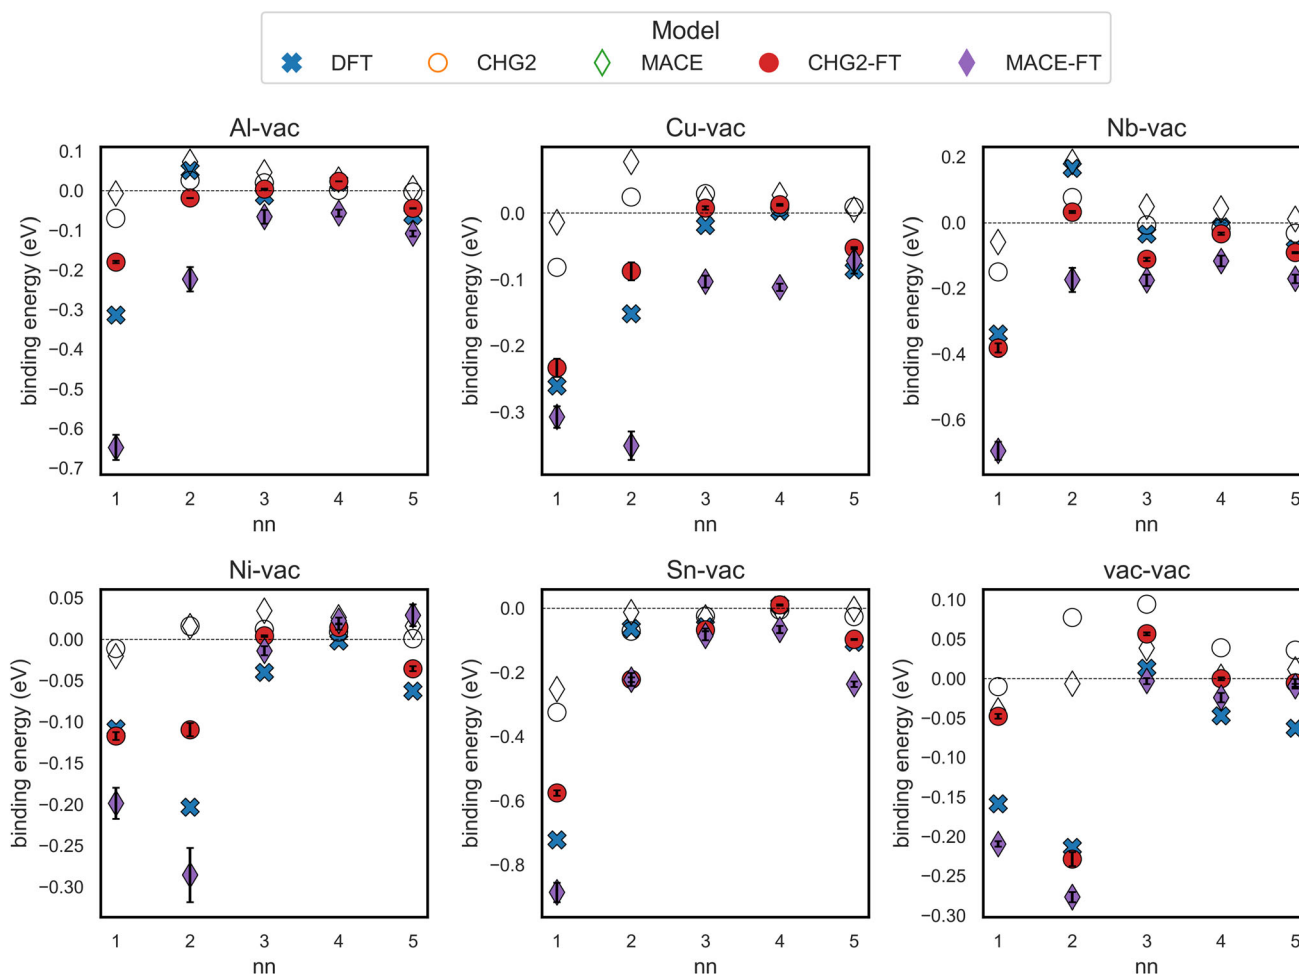 Model
DFT CHG2 MACE CHG2-FT MACE-FT
Al-vac
binding energy (eV)
0.1
0.0
−0.1
−0.2
−0.3
−0.4
−0.5
−0.6
−0.7
1 2 3 4 5
nn
Cu-vac
binding energy (eV)
0.0
−0.1
−0.2
−0.3
1 2 3 4 5
nn
Nb-vac
binding energy (eV)
0.2
0.0
−0.2
−0.4
−0.6
1 2 3 4 5
nn
Ni-vac
binding energy (eV)
0.05
0.00
−0.05
−0.10
−0.15
−0.20
−0.25
−0.30
1 2 3 4 5
nn
Sn-vac
binding energy (eV)
0.0
−0.2
−0.4
−0.6
−0.8
1 2 3 4 5
nn
vac-vac
binding energy (eV)
0.10
0.05
0.00
−0.05
−0.10
−0.15
−0.20
−0.25
−0.30
1 2 3 4 5
nn